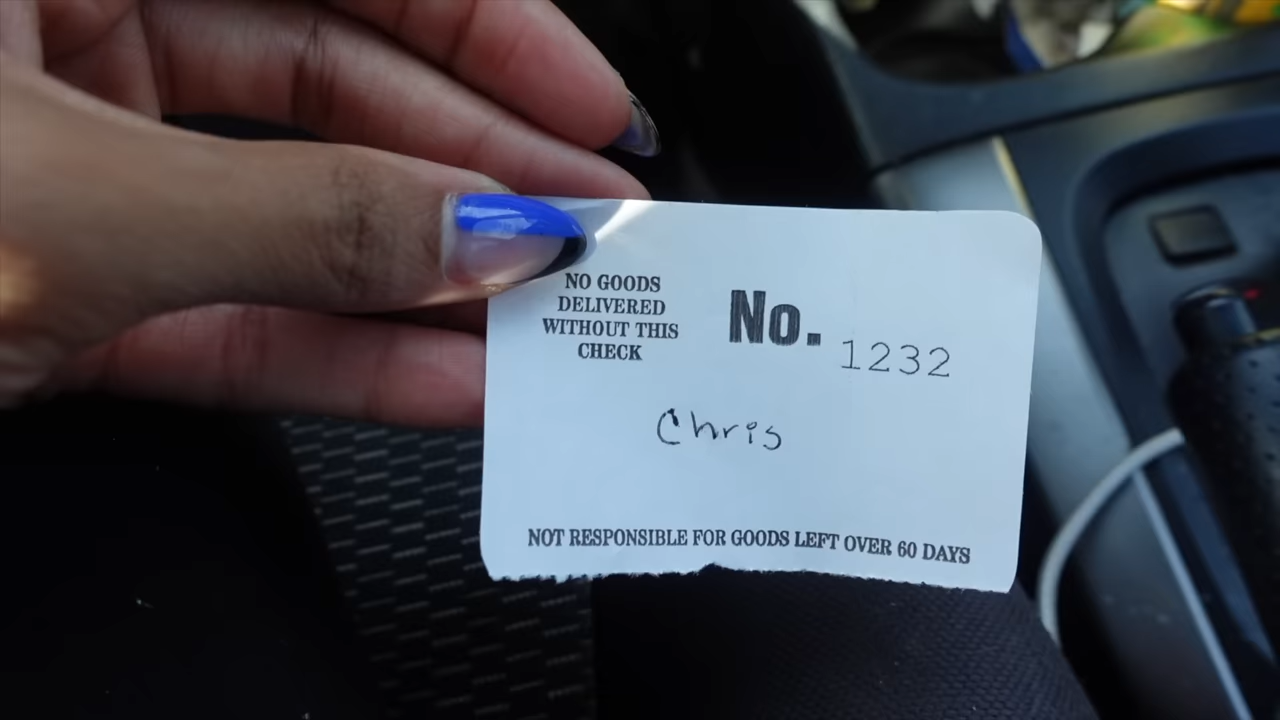 NO GOODS
DELIVERED
WITHOUT THIS
CHECK
No. 1232
Chris
NOT RESPONSIBLE FOR GOODS LEFT OVER 60 DAYS